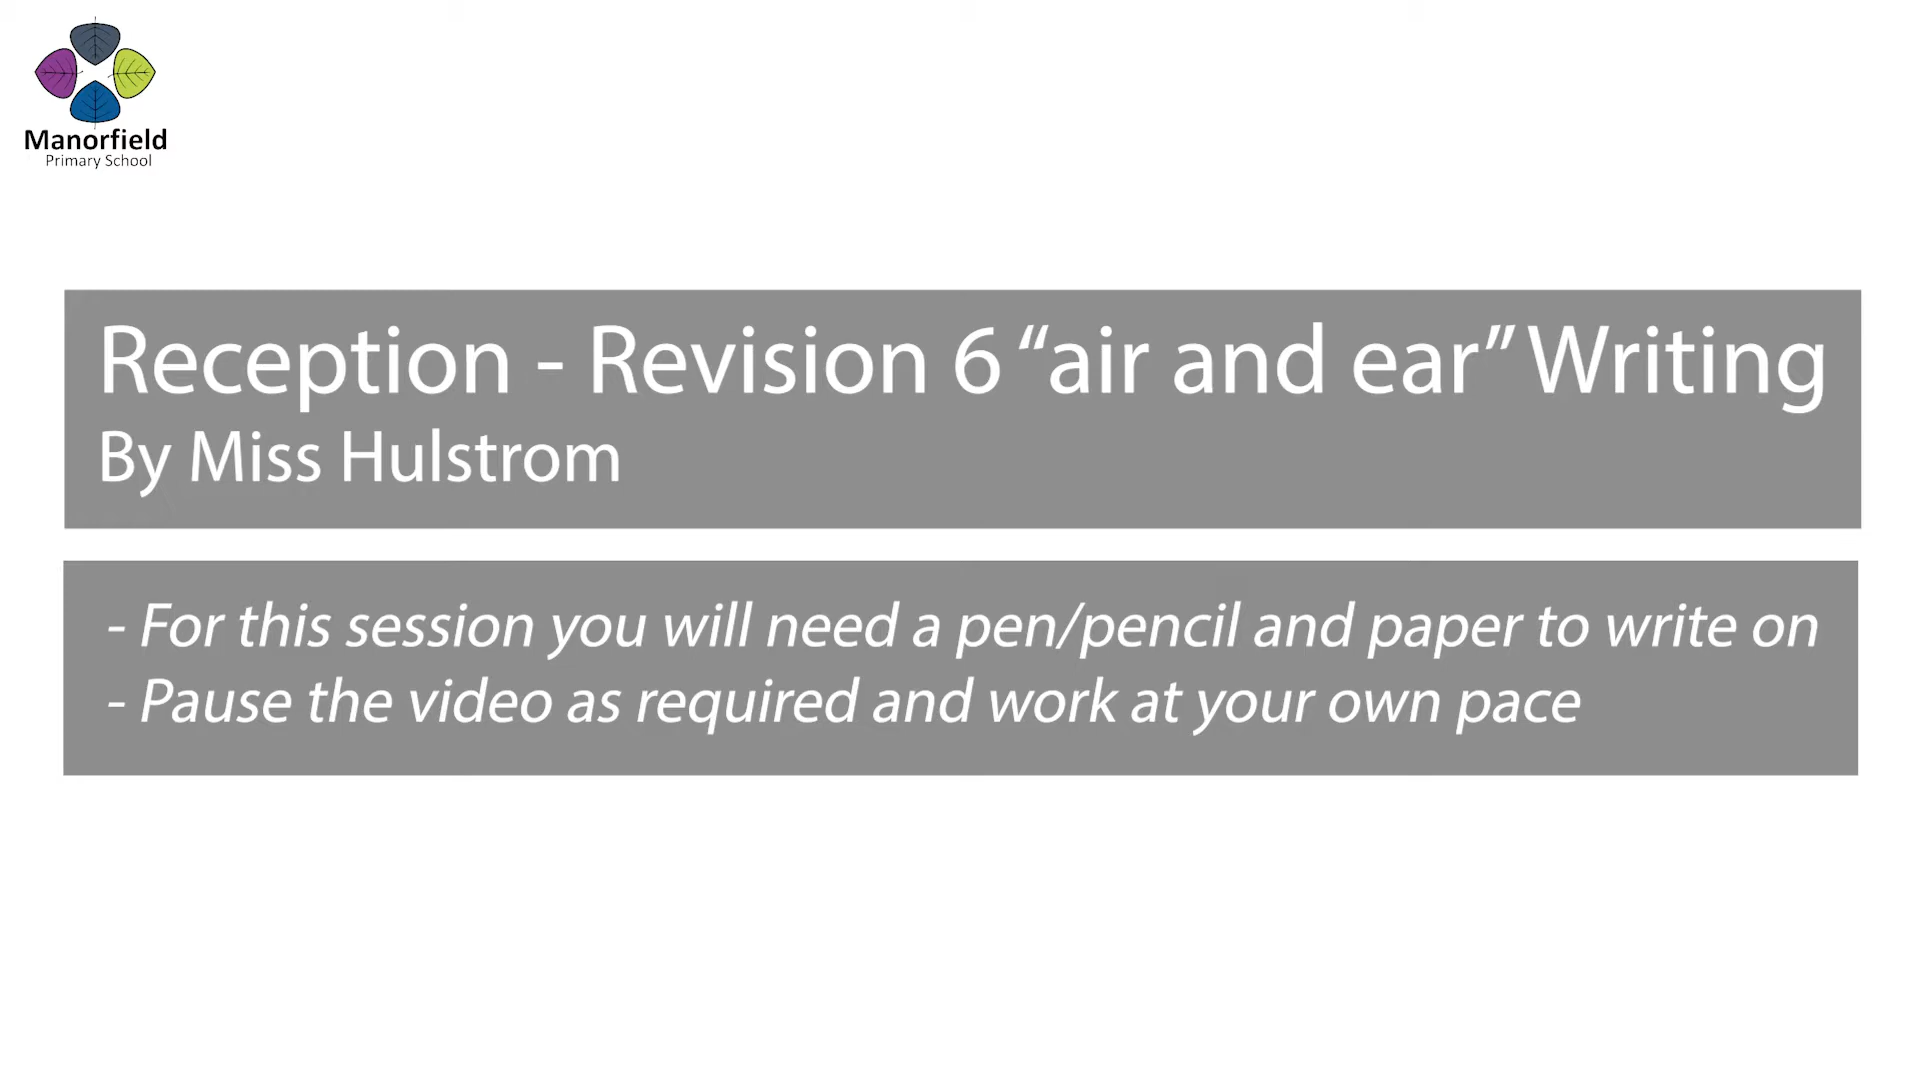 Manorfield
Primary School
Reception - Revision 6 “air and ear” Writing
By Miss Hulstrom
- For this session you will need a pen/pencil and paper to write on
- Pause the video as required and work at your own pace